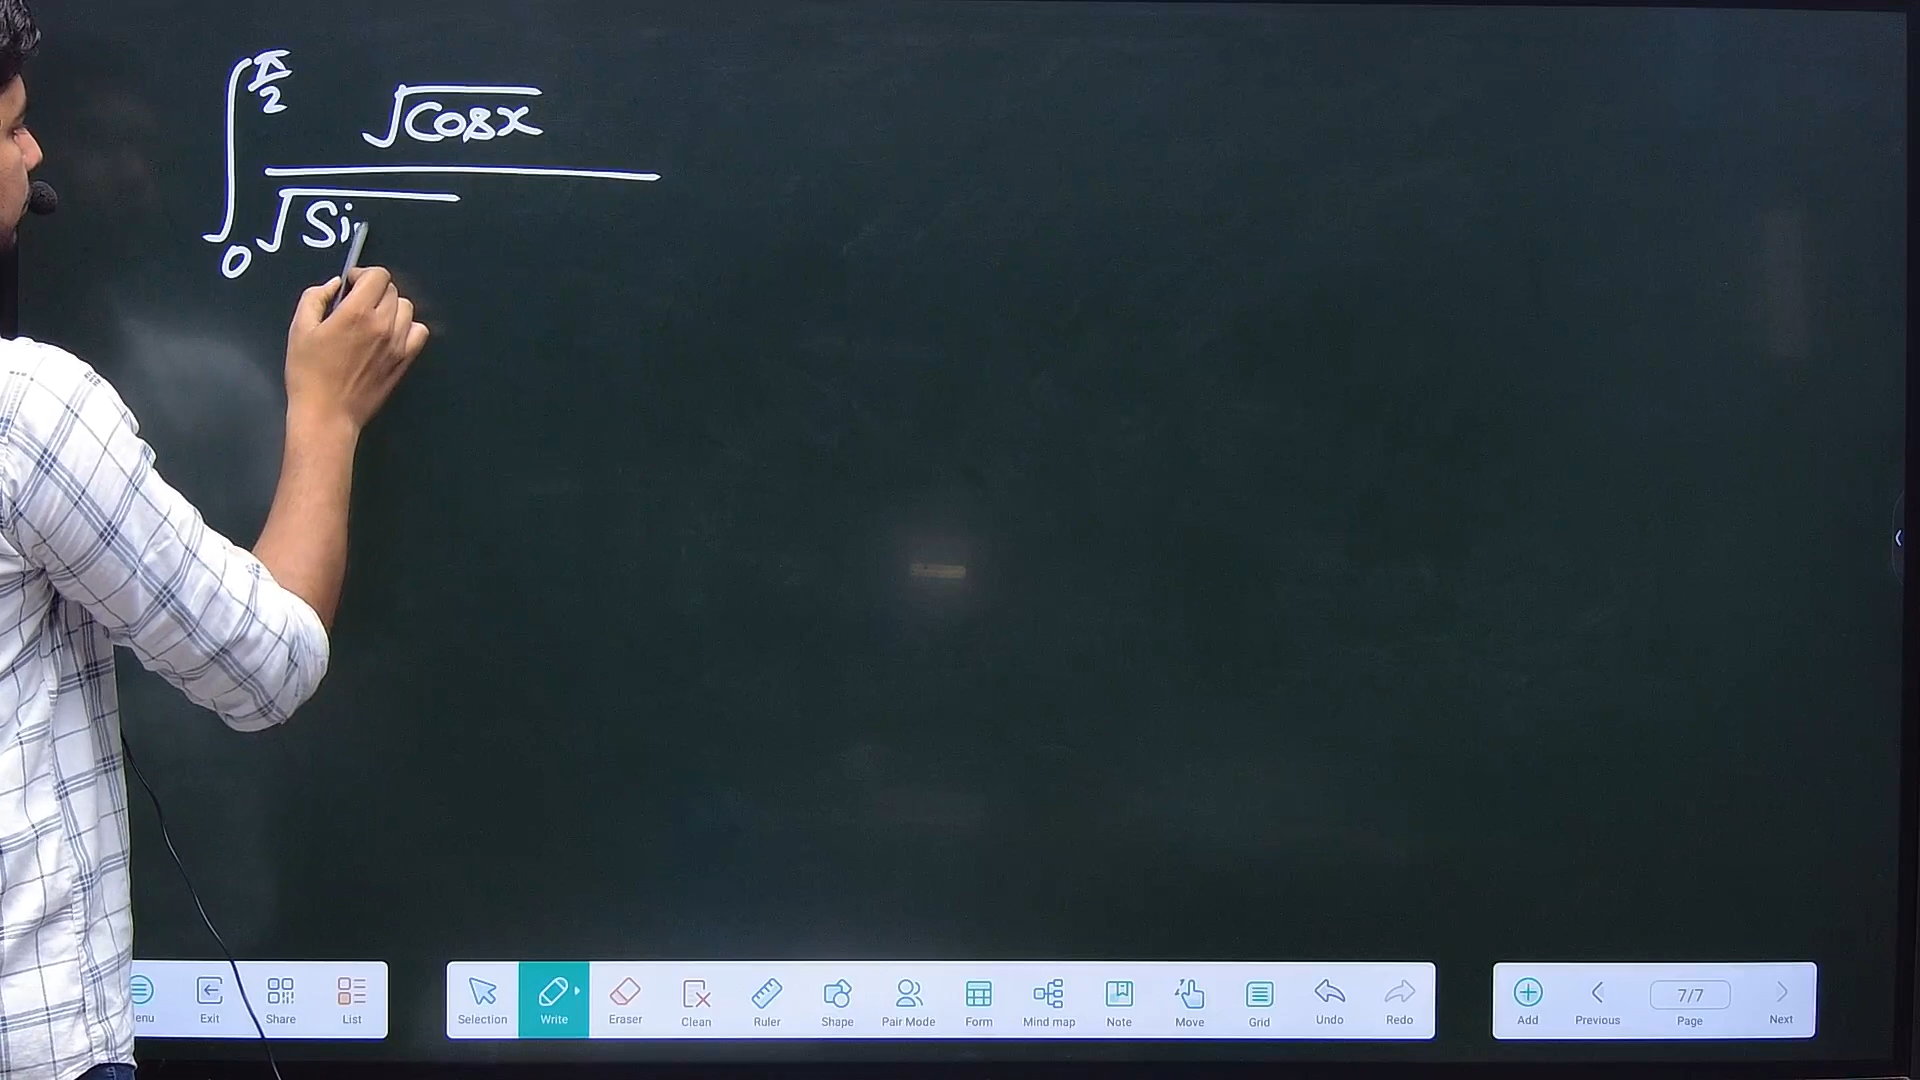 ∫₀^(π/2) √Cosx / √Si
enu Exit Share List Selection Write Eraser Clean Ruler Shape Pair Mode Form Mind map Note Move Grid Undo Redo Add Previous 7/7 Page Next